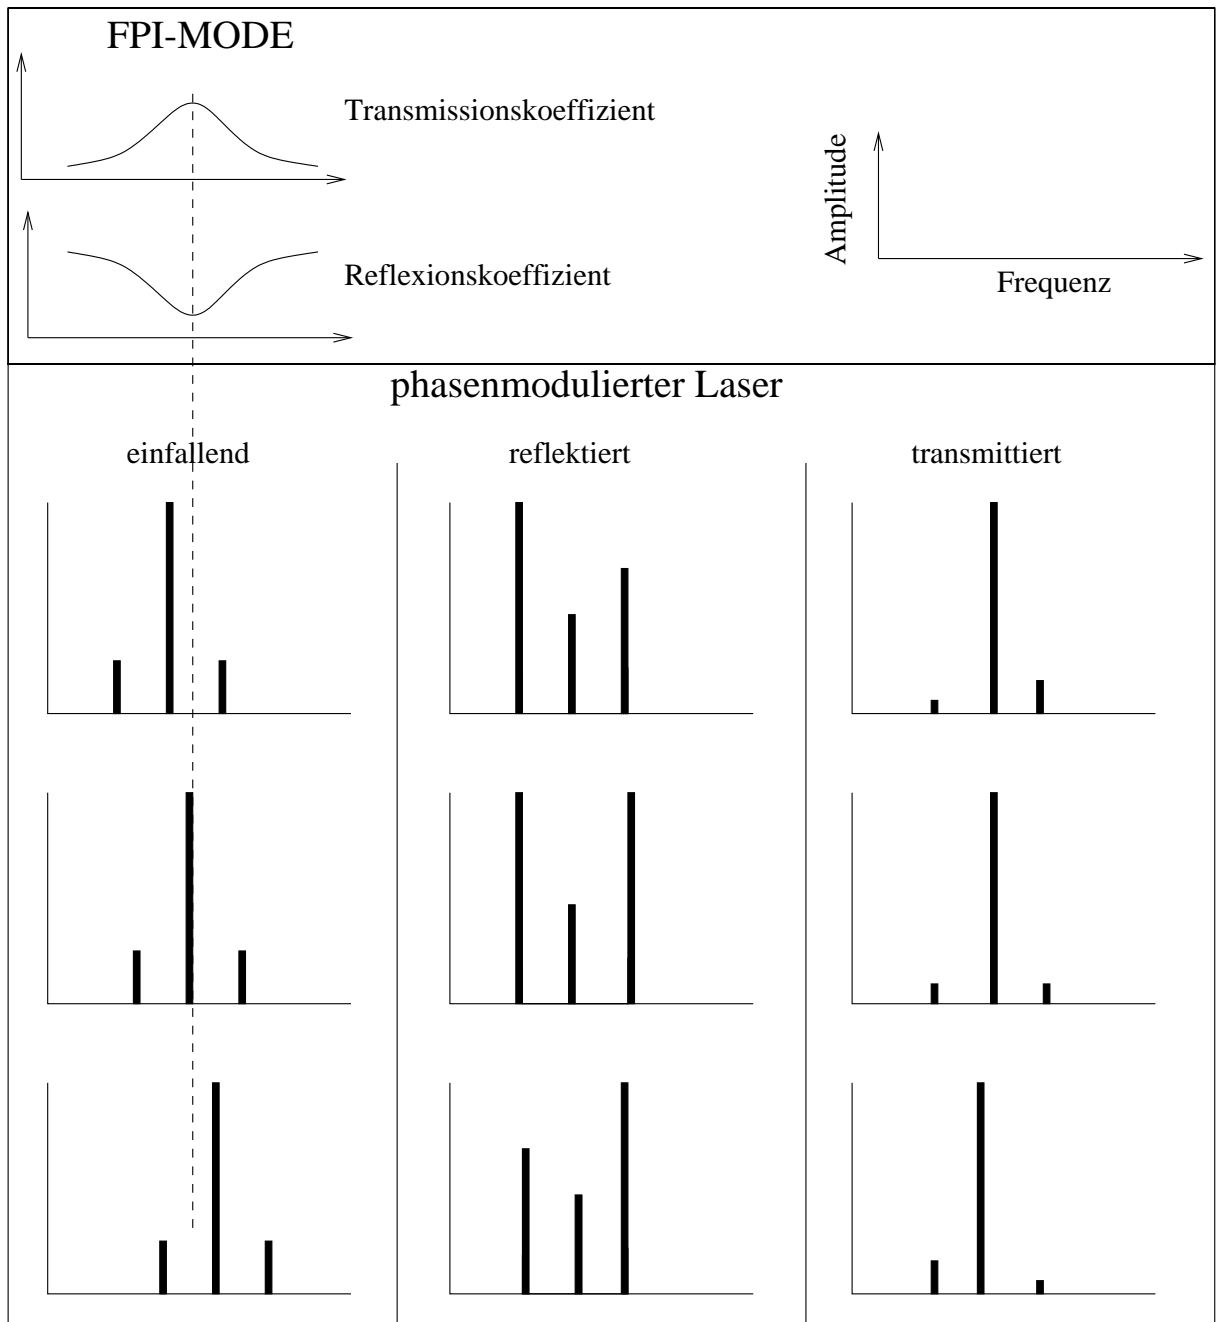 FPI-MODE
Transmissionskoeffizient
Reflexionskoeffizient
Amplitude
Frequenz
phasenmodulierter Laser
einfallend
reflektiert
transmittiert